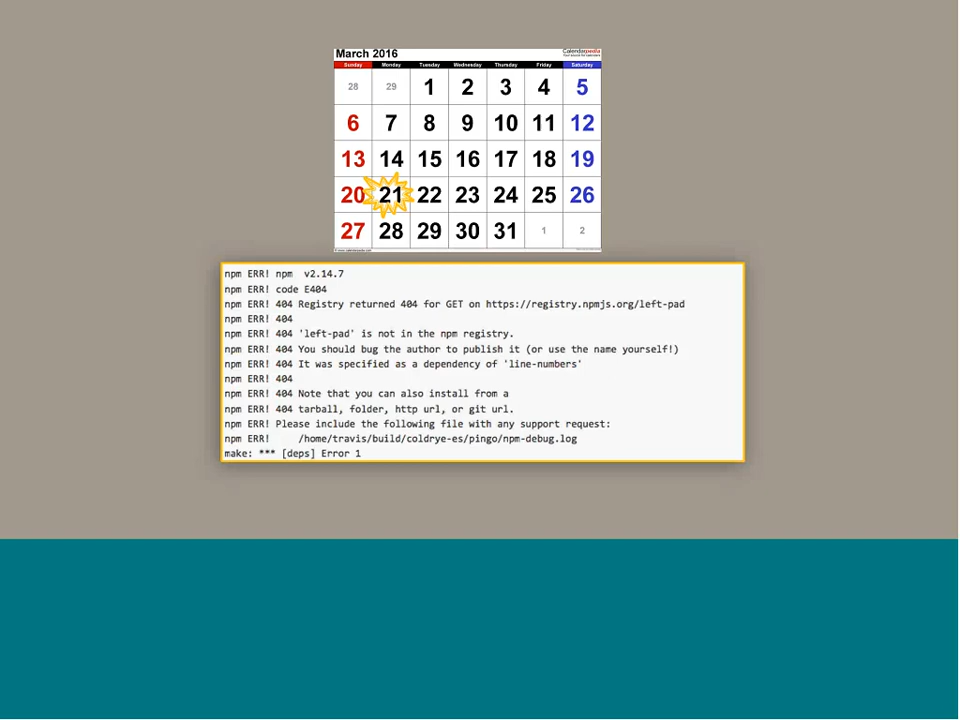 March 2016
Calendarpedia
Your source for calendars
Sunday Monday Tuesday Wednesday Thursday Friday Saturday
28 29 1 2 3 4 5
6 7 8 9 10 11 12
13 14 15 16 17 18 19
20 21 22 23 24 25 26
27 28 29 30 31 1 2
npm ERR! npm  v2.14.7
npm ERR! code E404
npm ERR! 404 Registry returned 404 for GET on https://registry.npmjs.org/left-pad
npm ERR! 404
npm ERR! 404 'left-pad' is not in the npm registry.
npm ERR! 404 You should bug the author to publish it (or use the name yourself!)
npm ERR! 404 It was specified as a dependency of 'line-numbers'
npm ERR! 404
npm ERR! 404 Note that you can also install from a
npm ERR! 404 tarball, folder, http url, or git url.
npm ERR! Please include the following file with any support request:
npm ERR!     /home/travis/build/coldrye-es/pingo/npm-debug.log
make: *** [deps] Error 1